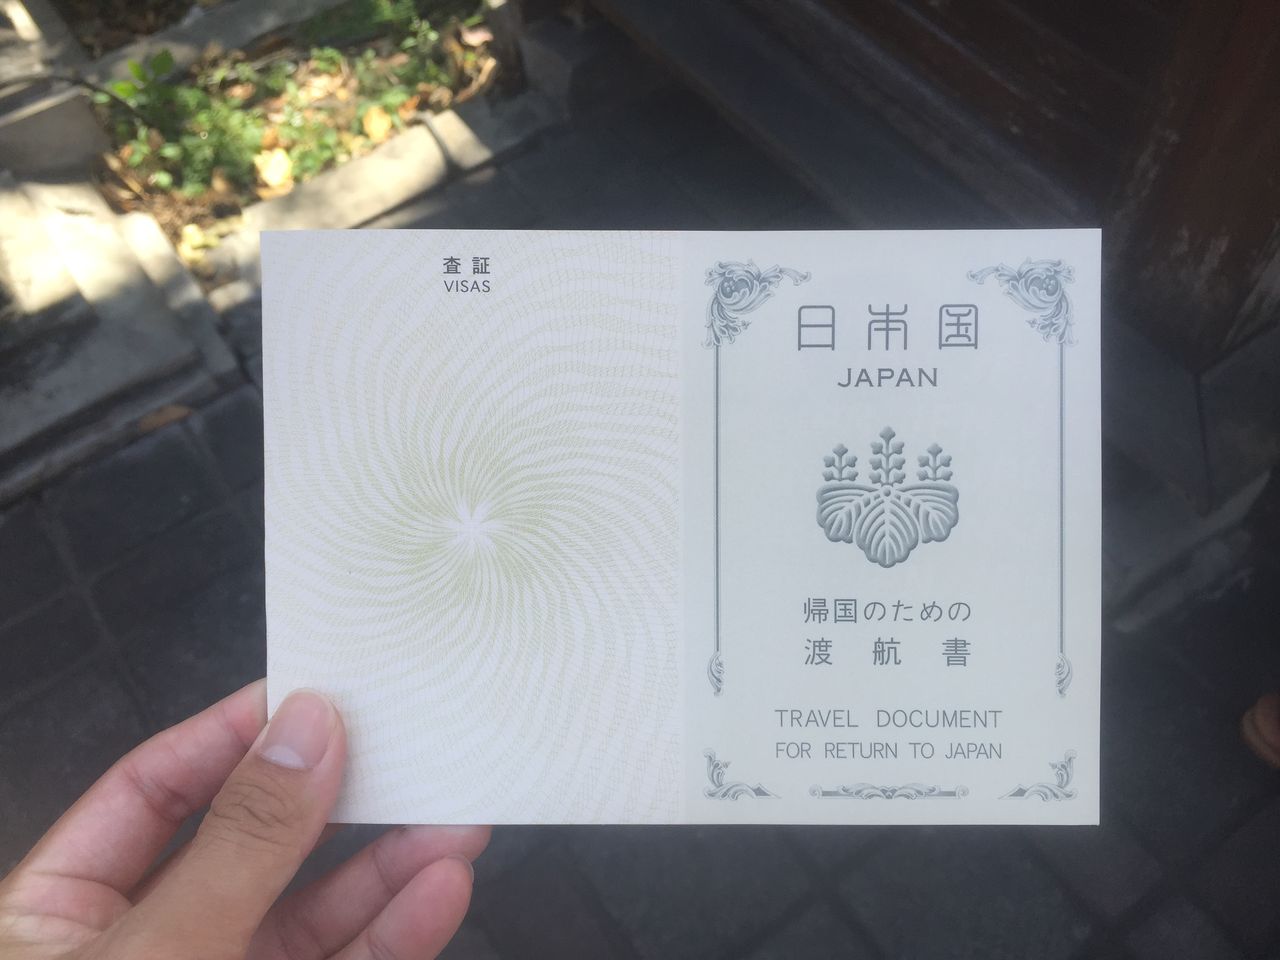 査証
VISAS
日本国
JAPAN
帰国のための
渡航書
TRAVEL DOCUMENT
FOR RETURN TO JAPAN